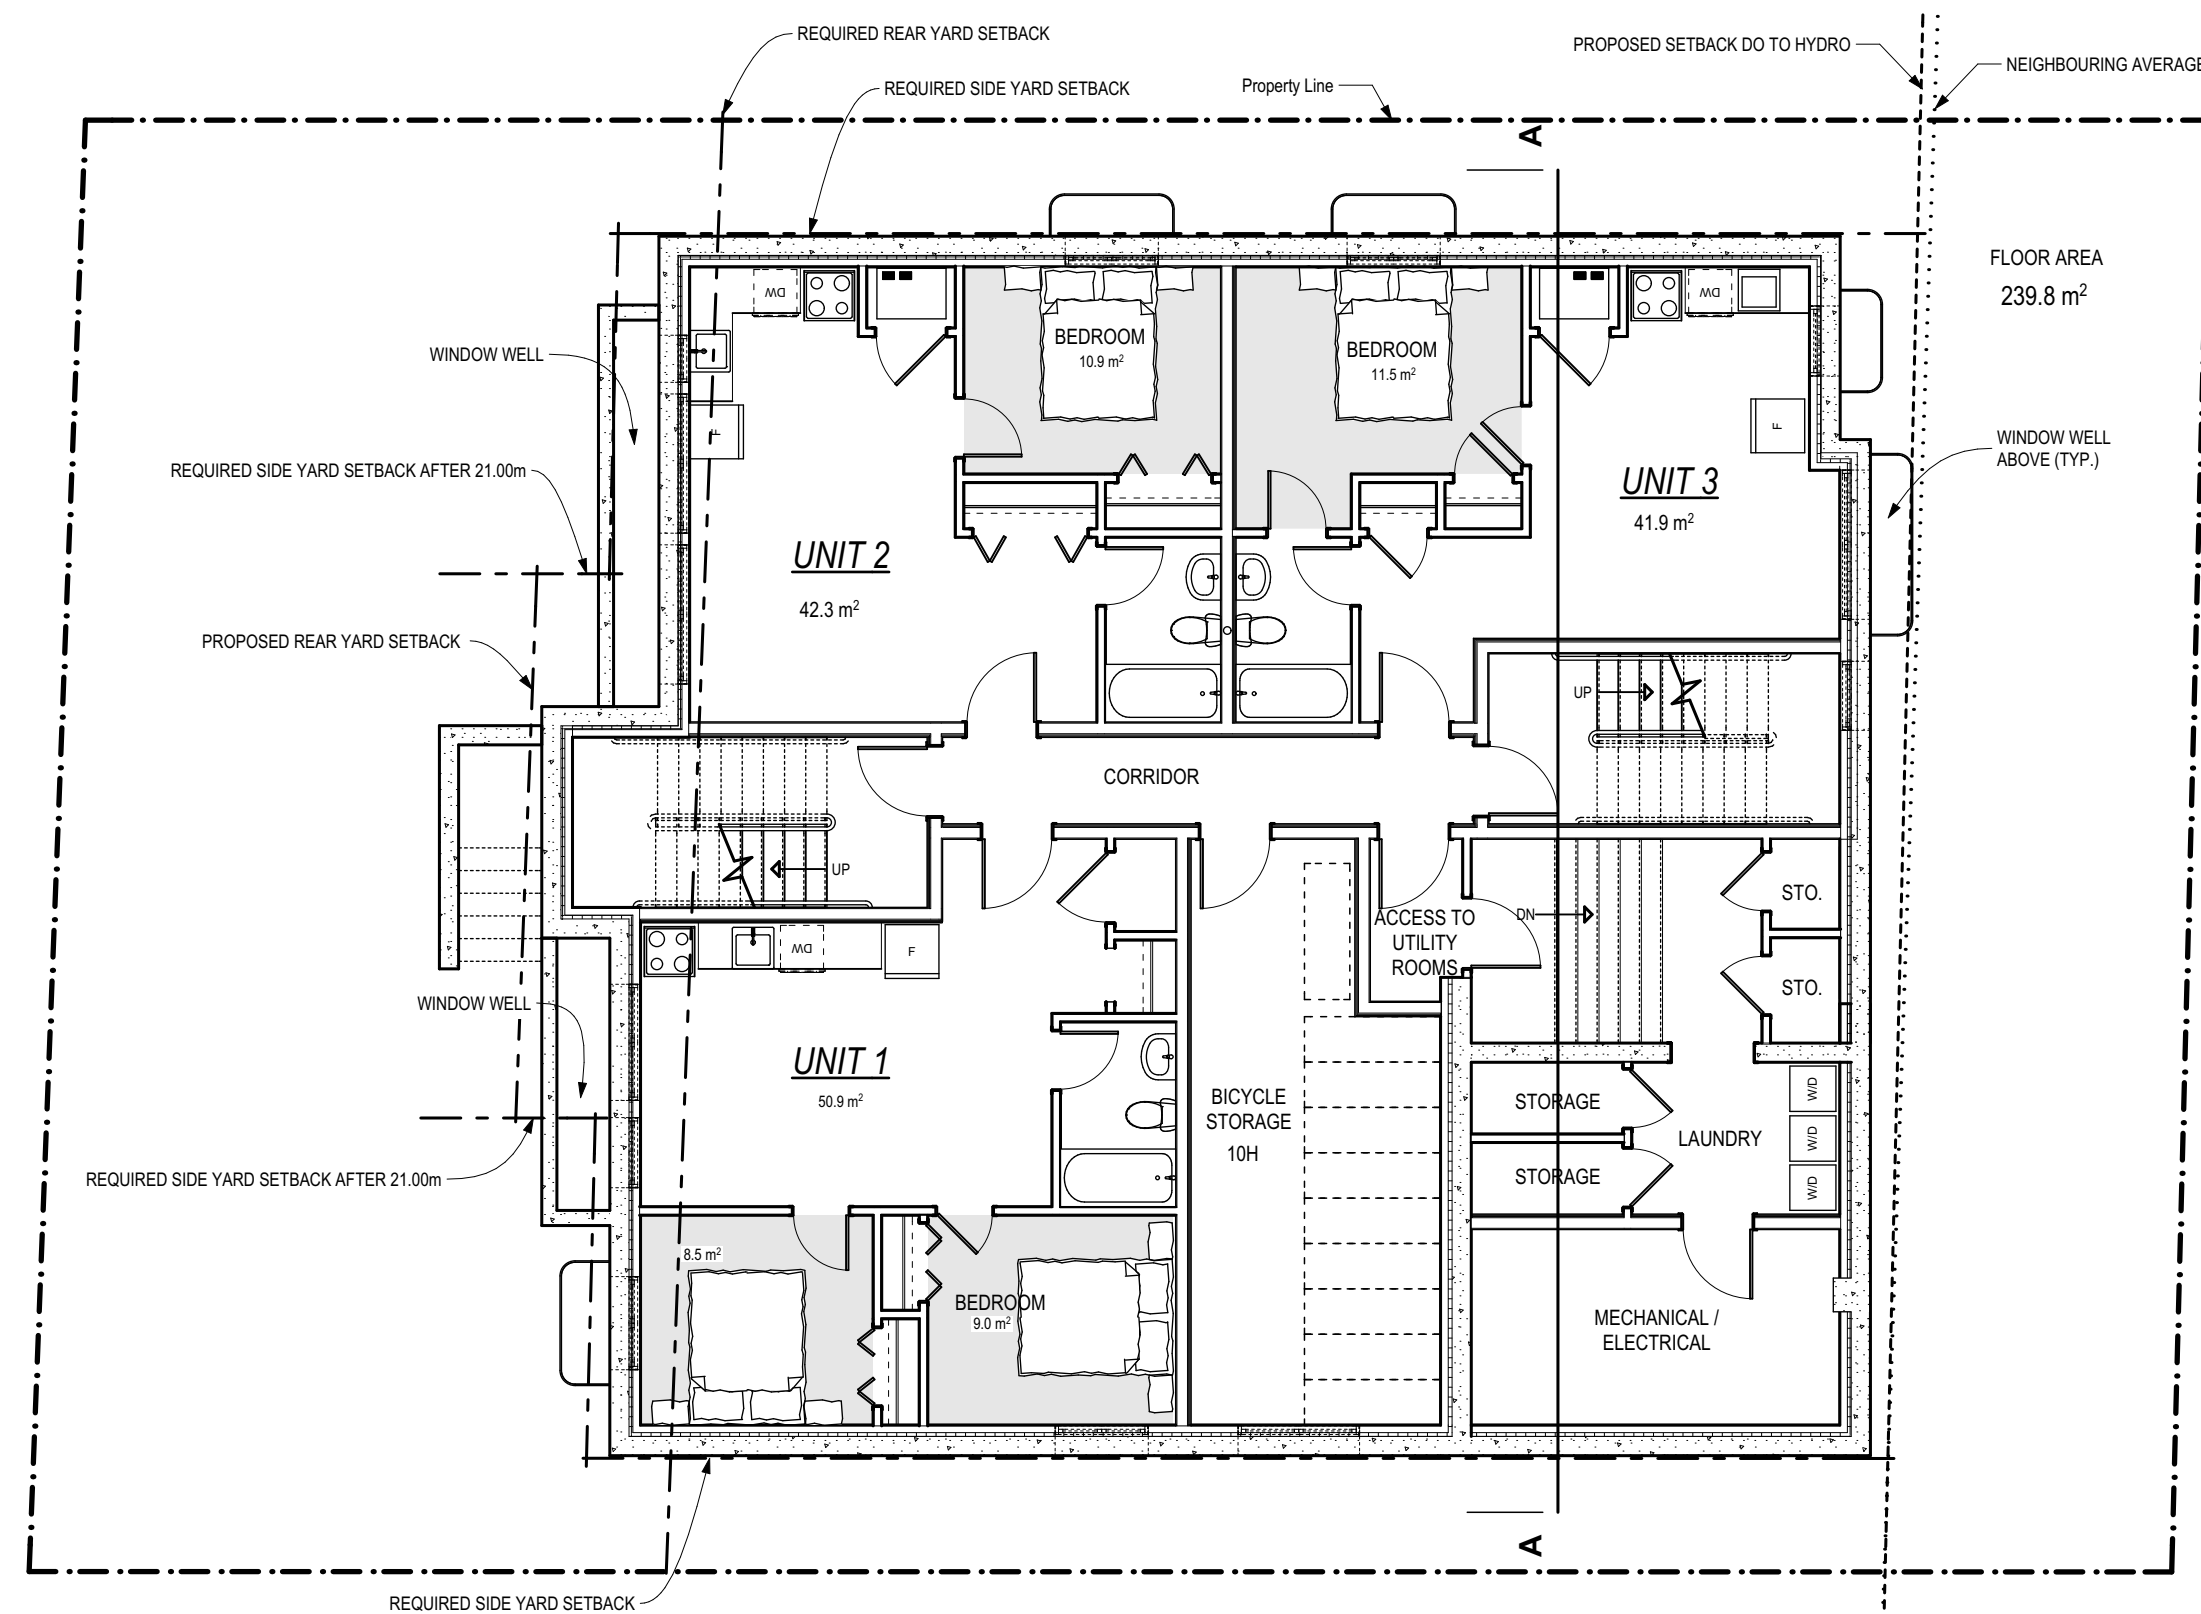 REQUIRED REAR YARD SETBACK
PROPOSED SETBACK DO TO HYDRO
NEIGHBOURING AVERAGE
REQUIRED SIDE YARD SETBACK
Property Line
A
FLOOR AREA
239.8 m²
DW
DW
BEDROOM
10.9 m²
BEDROOM
11.5 m²
WINDOW WELL
F
F
WINDOW WELL
ABOVE (TYP.)
REQUIRED SIDE YARD SETBACK AFTER 21.00m
UNIT 3
41.9 m²
UNIT 2
42.3 m²
PROPOSED REAR YARD SETBACK
UP
CORRIDOR
UP
STO.
ACCESS TO
UTILITY
ROOMS
DN
DW
F
STO.
WINDOW WELL
UNIT 1
50.9 m²
BICYCLE
STORAGE
10H
STORAGE
W/D
LAUNDRY
W/D
STORAGE
W/D
REQUIRED SIDE YARD SETBACK AFTER 21.00m
8.5 m²
BEDROOM
9.0 m²
MECHANICAL /
ELECTRICAL
A
REQUIRED SIDE YARD SETBACK